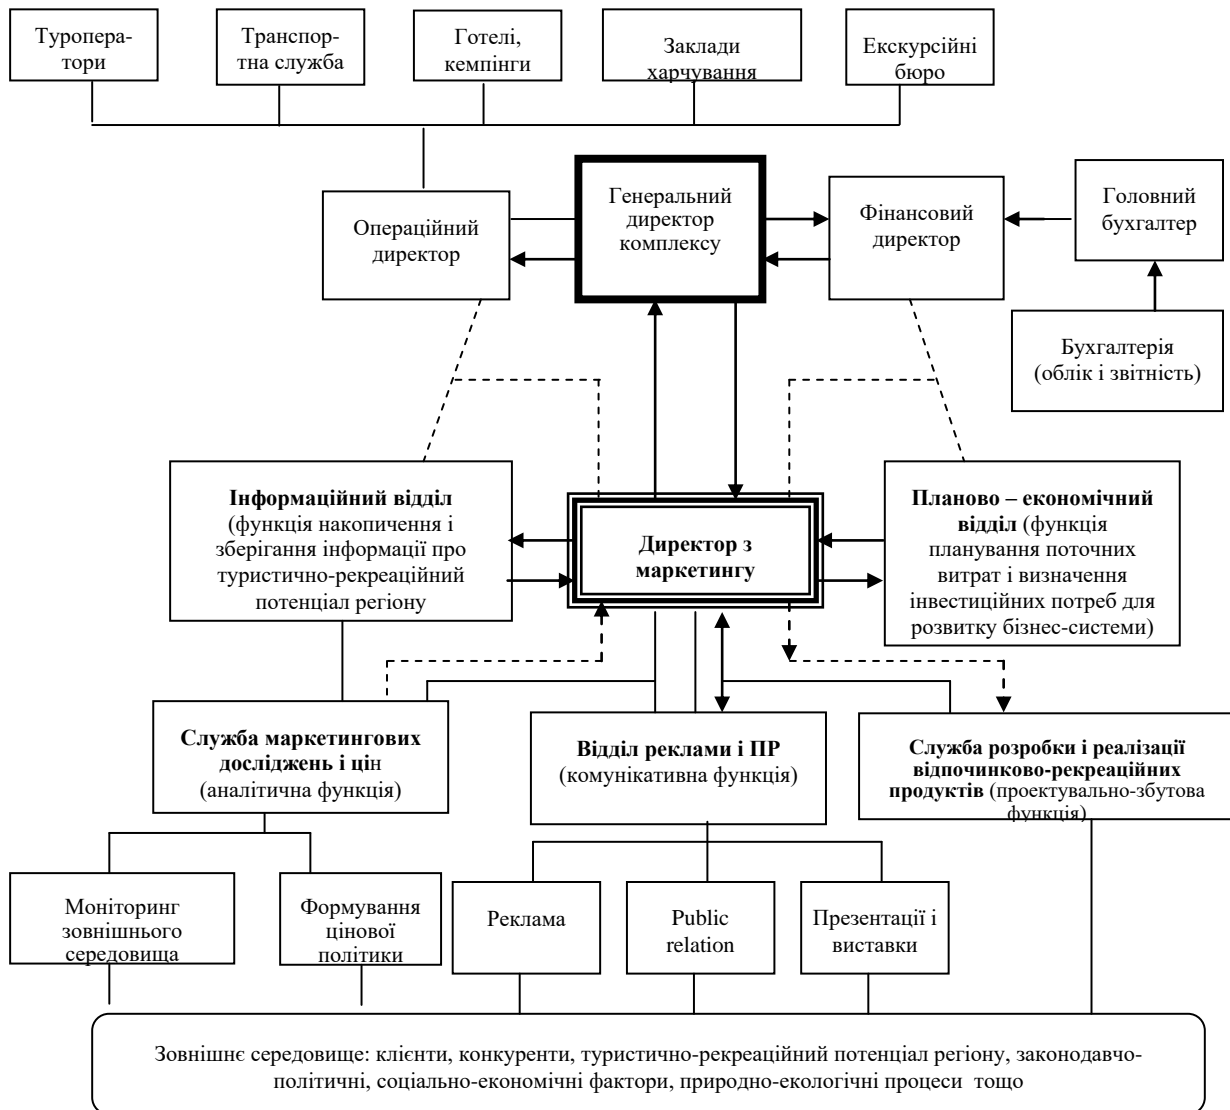 Туропера-
тори
Транспор-
тна служба
Готелі,
кемпінги
Заклади
харчування
Екскурсійні
бюро
Операційний
директор
Генеральний
директор
комплексу
Фінансовий
директор
Головний
бухгалтер
Бухгалтерія
(облік і звітність)
Інформаційний відділ
(функція накопичення і
зберігання інформації про
туристично-рекреаційний
потенціал регіону
Директор з
маркетингу
Планово – економічний
відділ (функція
планування поточних
витрат і визначення
інвестиційних потреб для
розвитку бізнес-системи)
Служба маркетингових
досліджень і цін
(аналітична функція)
Відділ реклами і ПР
(комунікативна функція)
Служба розробки і реалізації
відпочинково-рекреаційних
продуктів (проектувально-збутова
функція)
Моніторинг
зовнішнього
середовища
Формування
цінової
політики
Реклама
Public
relation
Презентації і
виставки
Зовнішнє середовище: клієнти, конкуренти, туристично-рекреаційний потенціал регіону, законодавчо-
політичні, соціально-економічні фактори, природно-екологічні процеси тощо